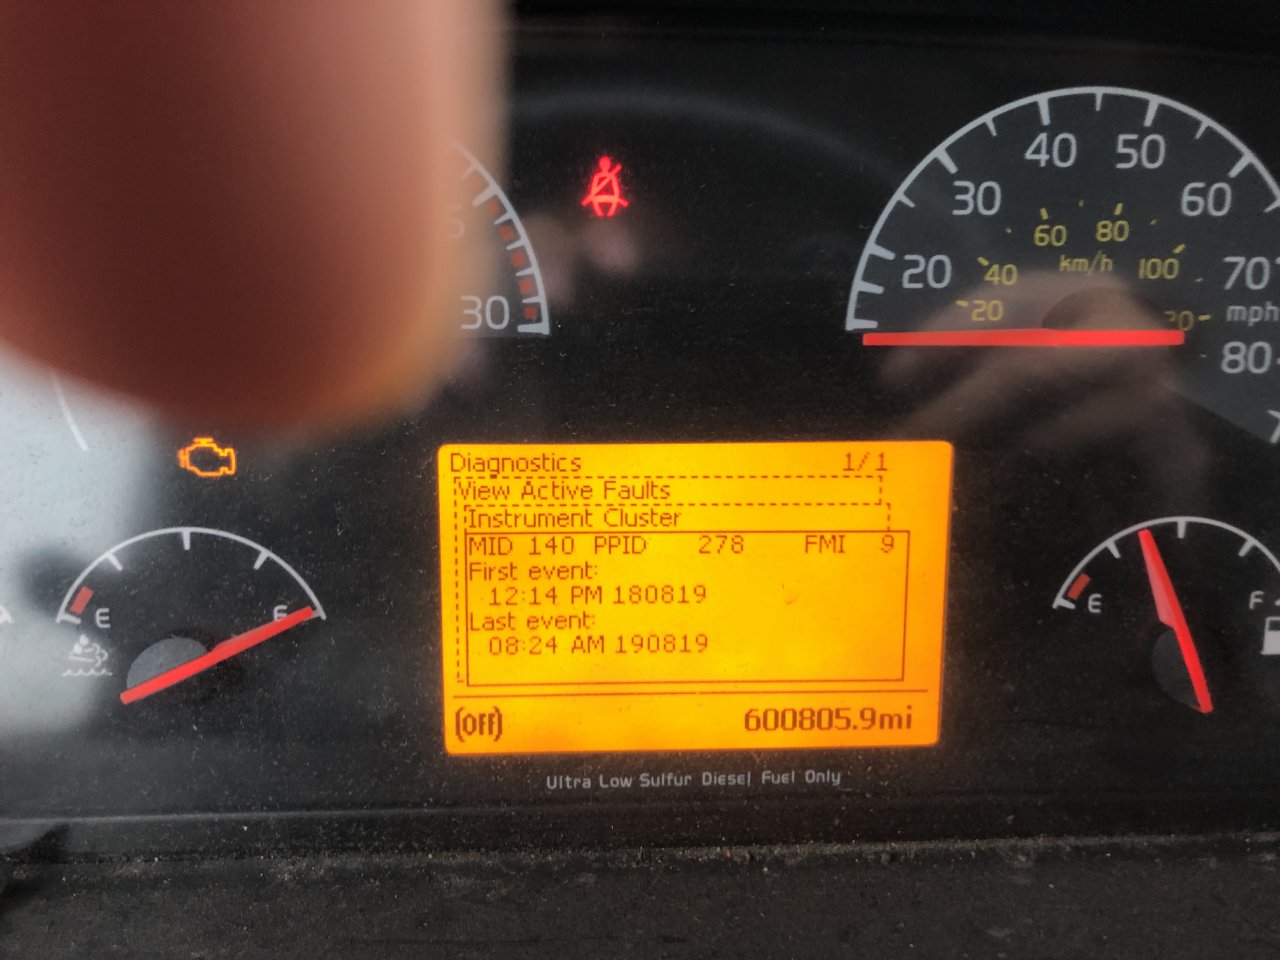 40 50
30 60
60 80
20 40 km/h 100 70
20 mph
30
80
Diagnostics 1/1
View Active Faults
Instrument Cluster
MID 140 PPID 278 FMI 9
First event:
12:14 PM 180819
Last event:
08:24 AM 190819
E F
E F
(off) 600805.9mi
Ultra Low Sulfur Diesel Fuel Only